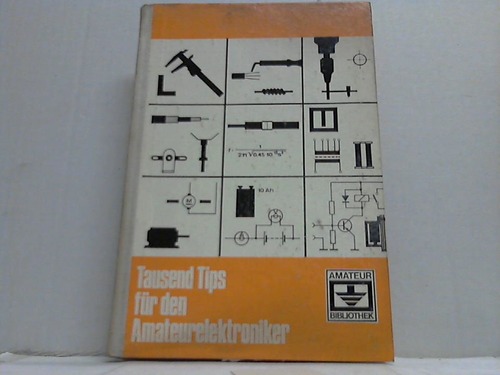 10 Ah
M
Tausend Tips
für den
Amateurelektroniker
AMATEUR
BIBLIOTHEK